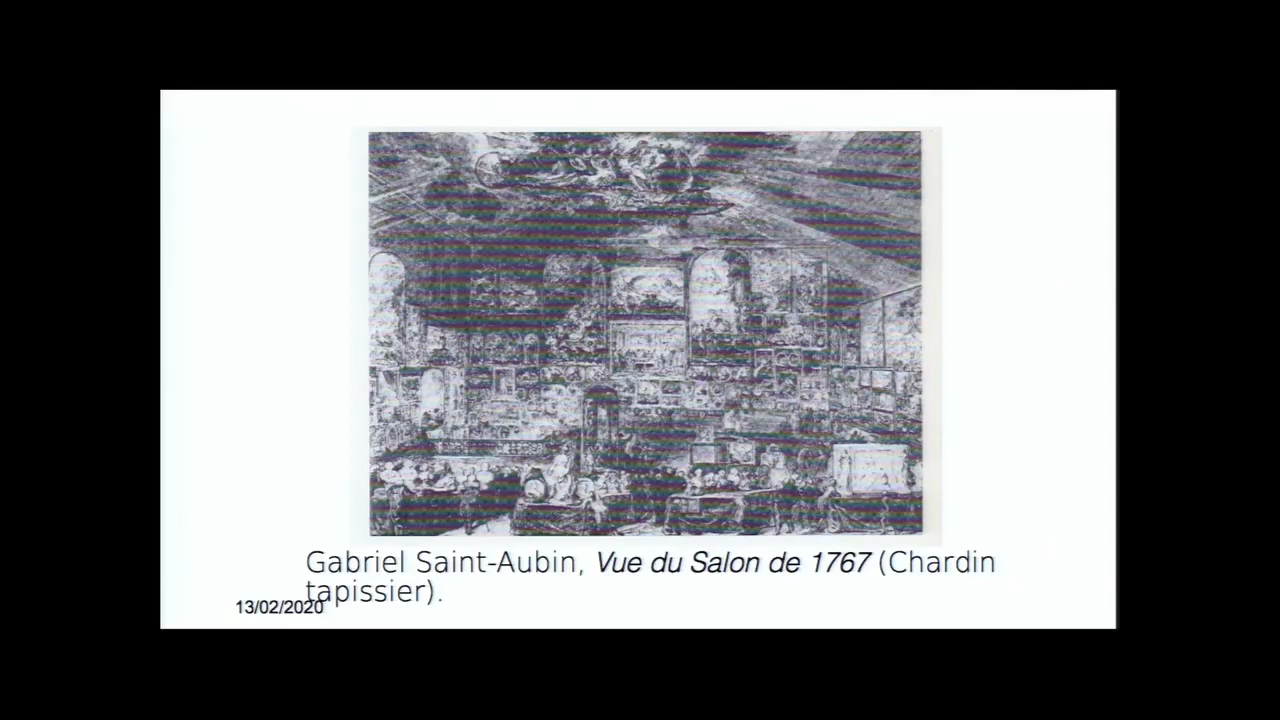 Gabriel Saint-Aubin, Vue du Salon de 1767 (Chardin
tapissier).
13/02/2020